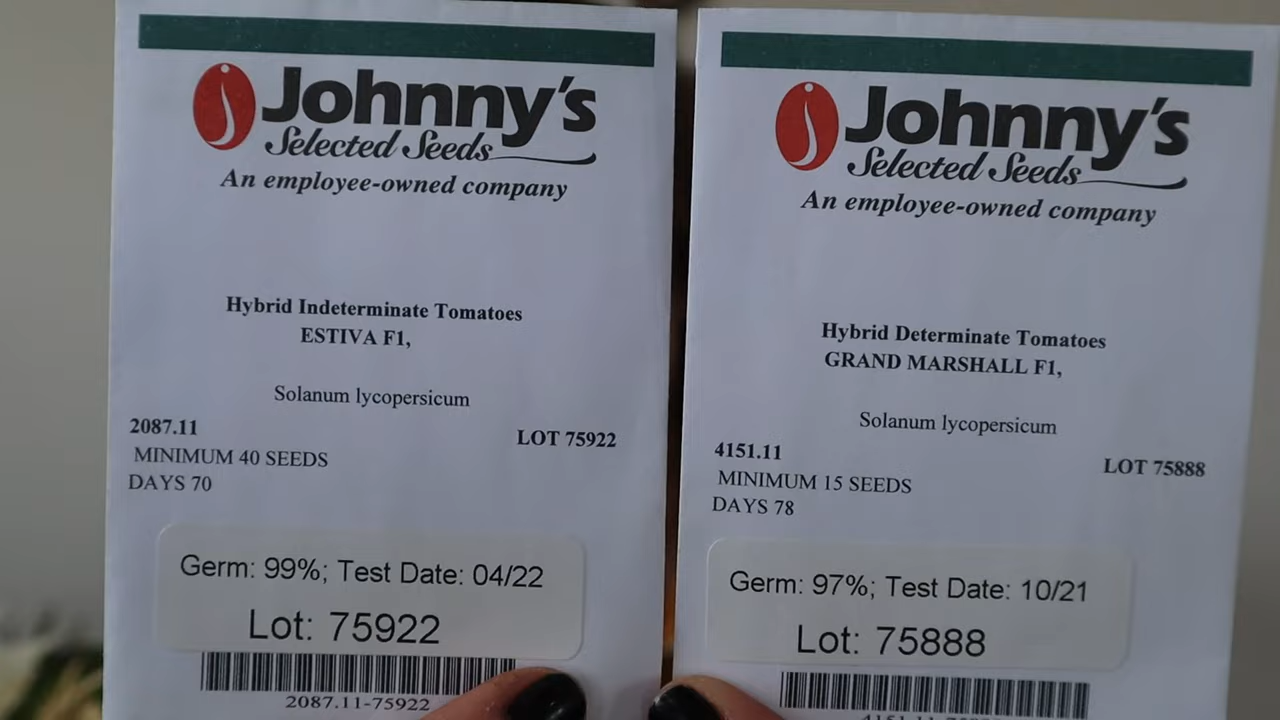 Johnny's
Selected Seeds
An employee-owned company
Hybrid Indeterminate Tomatoes
ESTIVA F1,
Solanum lycopersicum
2087.11
LOT 75922
MINIMUM 40 SEEDS
DAYS 70
Germ: 99%; Test Date: 04/22
Lot: 75922
2087.11-75922
Johnny's
Selected Seeds
An employee-owned company
Hybrid Determinate Tomatoes
GRAND MARSHALL F1,
Solanum lycopersicum
4151.11
LOT 75888
MINIMUM 15 SEEDS
DAYS 78
Germ: 97%; Test Date: 10/21
Lot: 75888